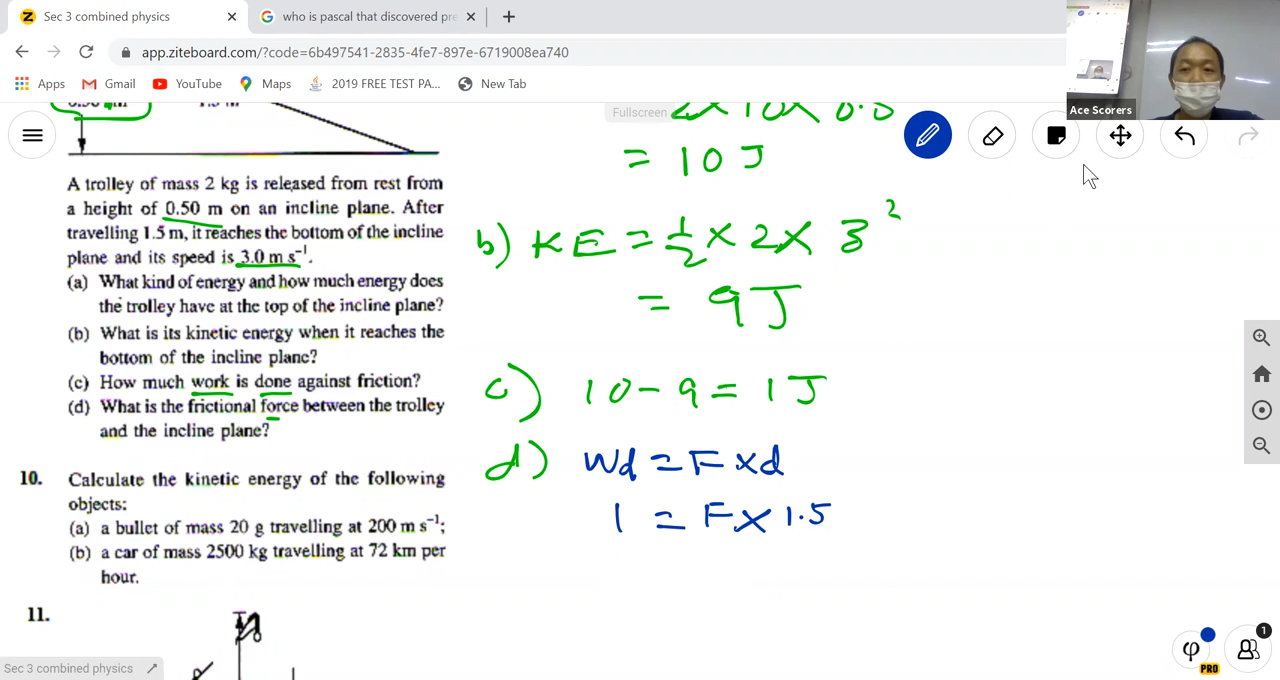 Sec 3 combined physics
who is pascal that discovered pre
app.ziteboard.com/?code=6b497541-2835-4fe7-897e-6719008ea740
Apps
Gmail
YouTube
Maps
2019 FREE TEST PA...
New Tab
Ace Scorers
Fullscreen
= 10 J
A trolley of mass 2 kg is released from rest from
a height of 0.50 m on an incline plane. After
travelling 1.5 m, it reaches the bottom of the incline
plane and its speed is 3.0 m s⁻¹.
(a) What kind of energy and how much energy does
the trolley have at the top of the incline plane?
(b) What is its kinetic energy when it reaches the
bottom of the incline plane?
(c) How much work is done against friction?
(d) What is the frictional force between the trolley
and the incline plane?
b) KE = ½ × 2 × 3²
= 9 J
c) 10 - 9 = 1 J
d) Wd = F × d
1 = F × 1.5
10. Calculate the kinetic energy of the following
objects:
(a) a bullet of mass 20 g travelling at 200 m s⁻¹;
(b) a car of mass 2500 kg travelling at 72 km per
hour.
11.
Sec 3 combined physics
PRO
1